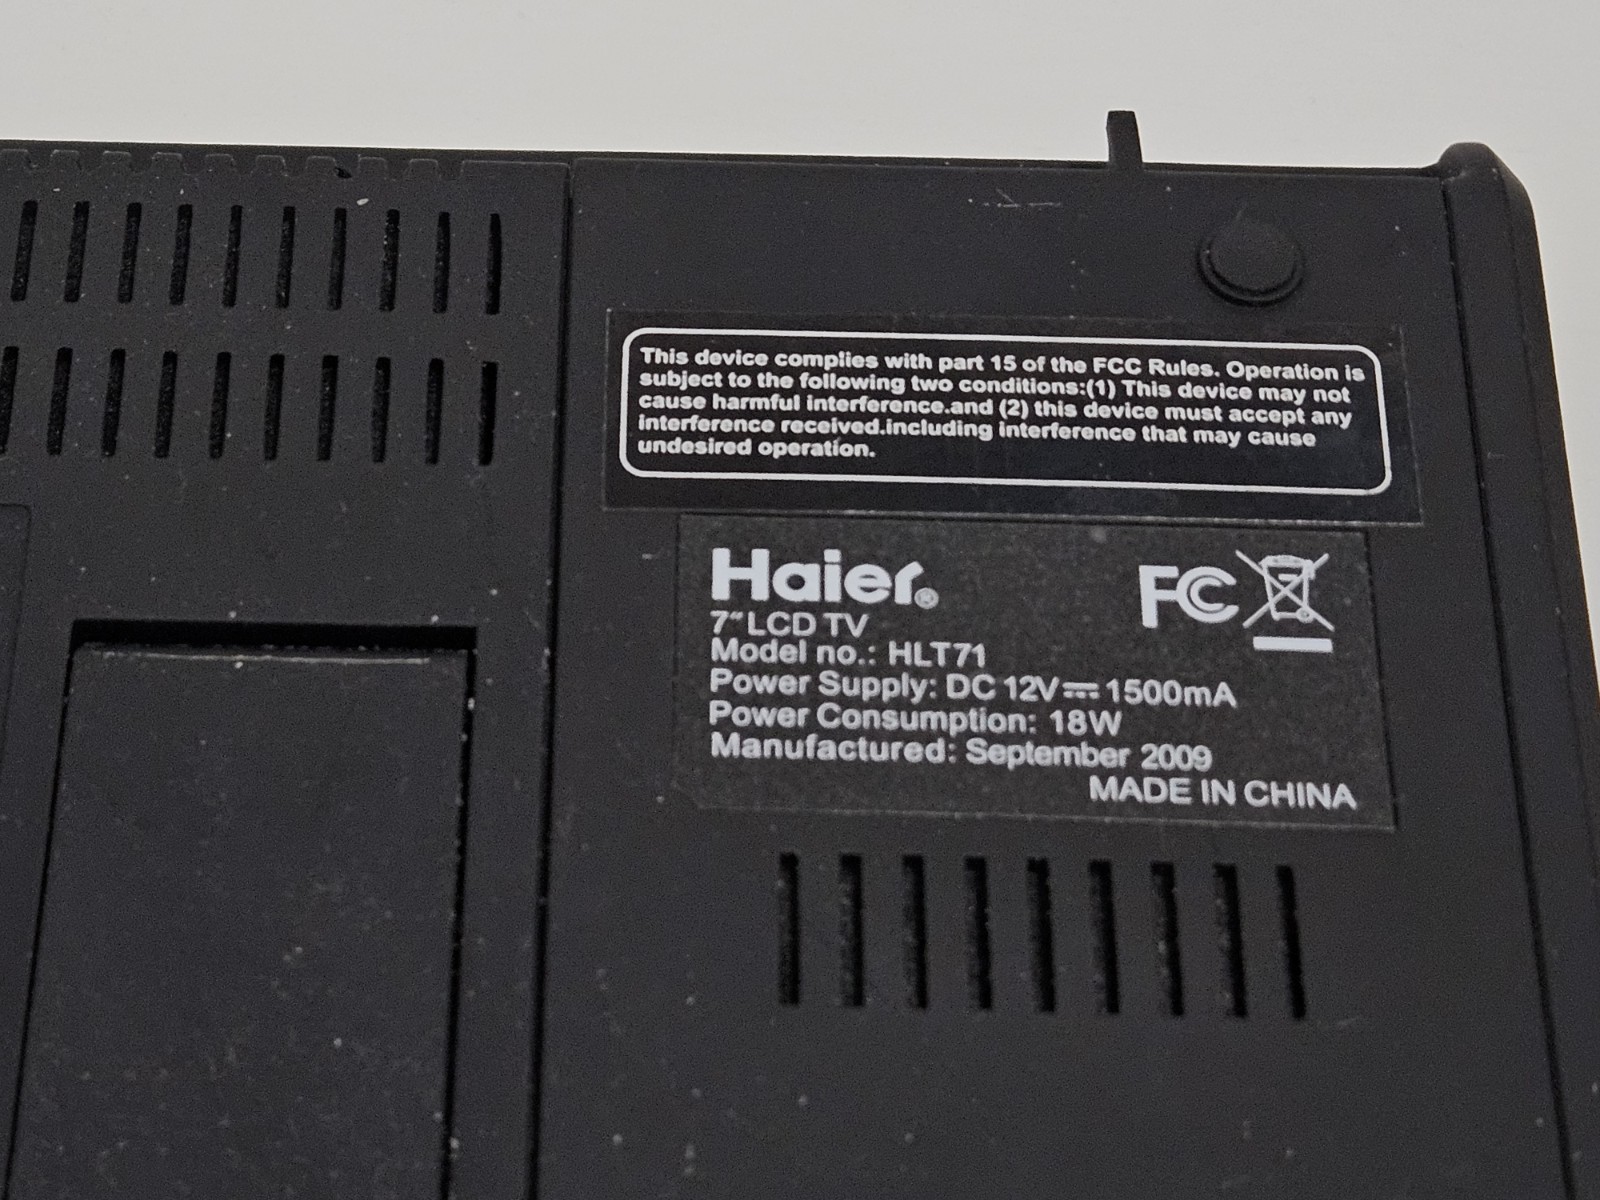 This device complies with part 15 of the FCC Rules. Operation is
subject to the following two conditions:(1) This device may not
cause harmful interference.and (2) this device must accept any
interference received.including interference that may cause
undesired operation.
Haier®
FC
7"LCD TV
Model no.: HLT71
Power Supply: DC 12V⎓1500mA
Power Consumption: 18W
Manufactured: September 2009
MADE IN CHINA